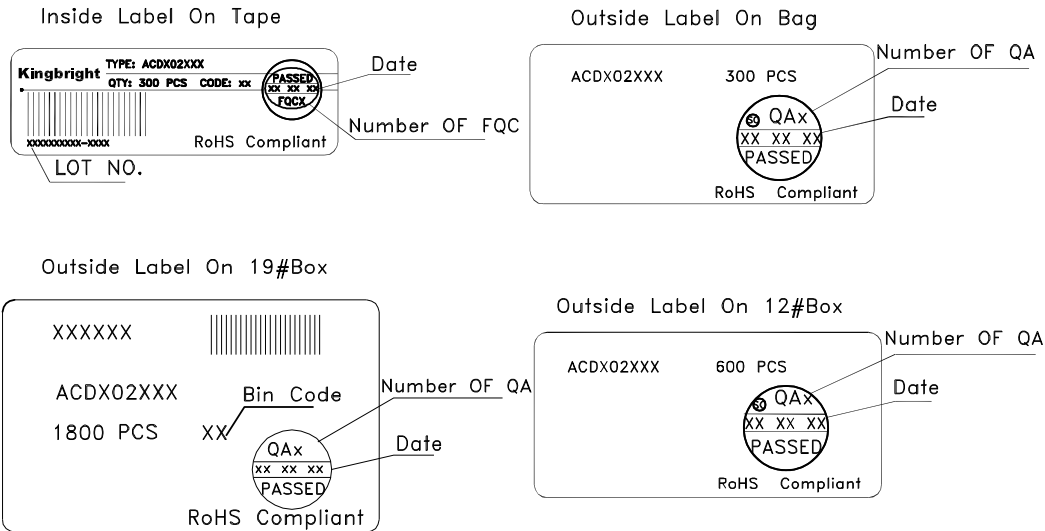 Inside Label On Tape
Kingbright
TYPE: ACDX02XXX
QTY: 300 PCS CODE: xx
PASSED
xx xx xx
FQCX
xxxxxxxxxx-xxxx
RoHS Compliant
Date
Number OF FQC
LOT NO.
Outside Label On Bag
ACDX02XXX 300 PCS
SC QAx
XX XX XX
PASSED
RoHS Compliant
Number OF QA
Date
Outside Label On 19#Box
XXXXXX
ACDX02XXX
1800 PCS
Bin Code
XX
QAx
xx xx xx
PASSED
RoHS Compliant
Number OF QA
Date
Outside Label On 12#Box
ACDX02XXX 600 PCS
SC QAx
XX XX XX
PASSED
RoHS Compliant
Number OF QA
Date